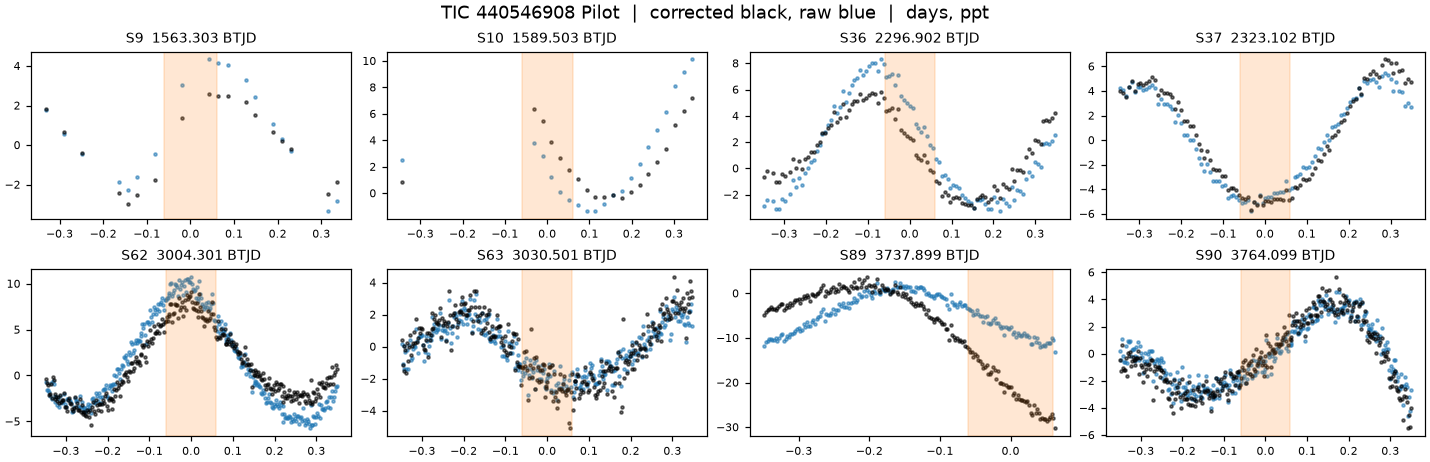 TIC 440546908 Pilot | corrected black, raw blue | days, ppt
S9 1563.303 BTJD
S10 1589.503 BTJD
S36 2296.902 BTJD
S37 2323.102 BTJD
4
2
0
−2
−0.3 −0.2 −0.1 0.0 0.1 0.2 0.3
10
8
6
4
2
0
−0.3 −0.2 −0.1 0.0 0.1 0.2 0.3
8
6
4
2
0
−2
−0.3 −0.2 −0.1 0.0 0.1 0.2 0.3
6
4
2
0
−2
−4
−6
−0.3 −0.2 −0.1 0.0 0.1 0.2 0.3
S62 3004.301 BTJD
S63 3030.501 BTJD
S89 3737.899 BTJD
S90 3764.099 BTJD
10
5
0
−5
−0.3 −0.2 −0.1 0.0 0.1 0.2 0.3
4
2
0
−2
−4
−0.3 −0.2 −0.1 0.0 0.1 0.2 0.3
0
−10
−20
−30
−0.3 −0.2 −0.1 0.0
6
4
2
0
−2
−4
−6
−0.3 −0.2 −0.1 0.0 0.1 0.2 0.3